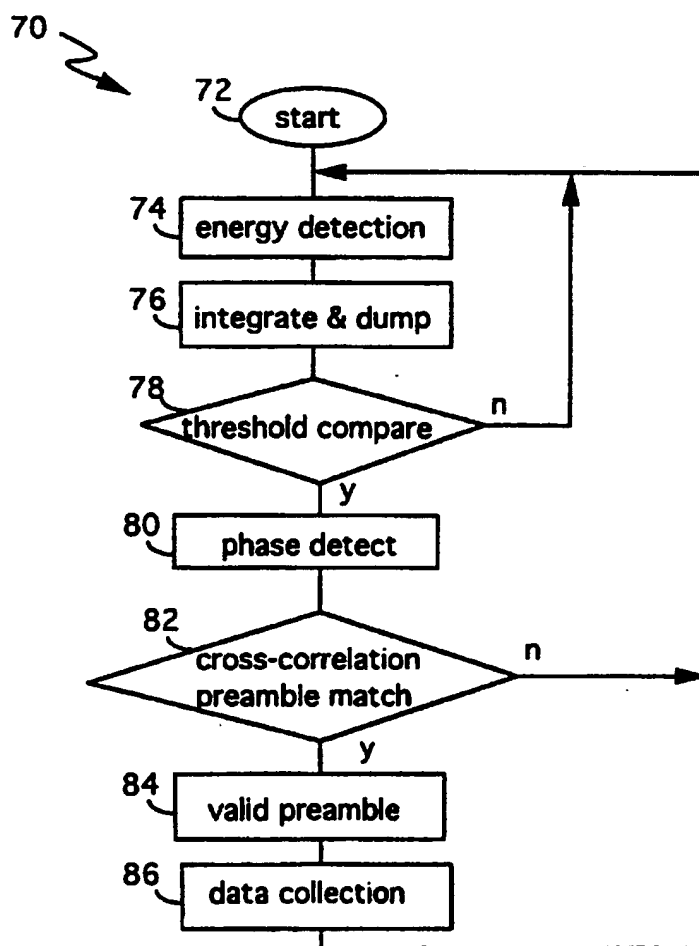 70
72
start
74
energy detection
76
integrate & dump
78
threshold compare
n
y
80
phase detect
82
cross-correlation
preamble match
n
y
84
valid preamble
86
data collection